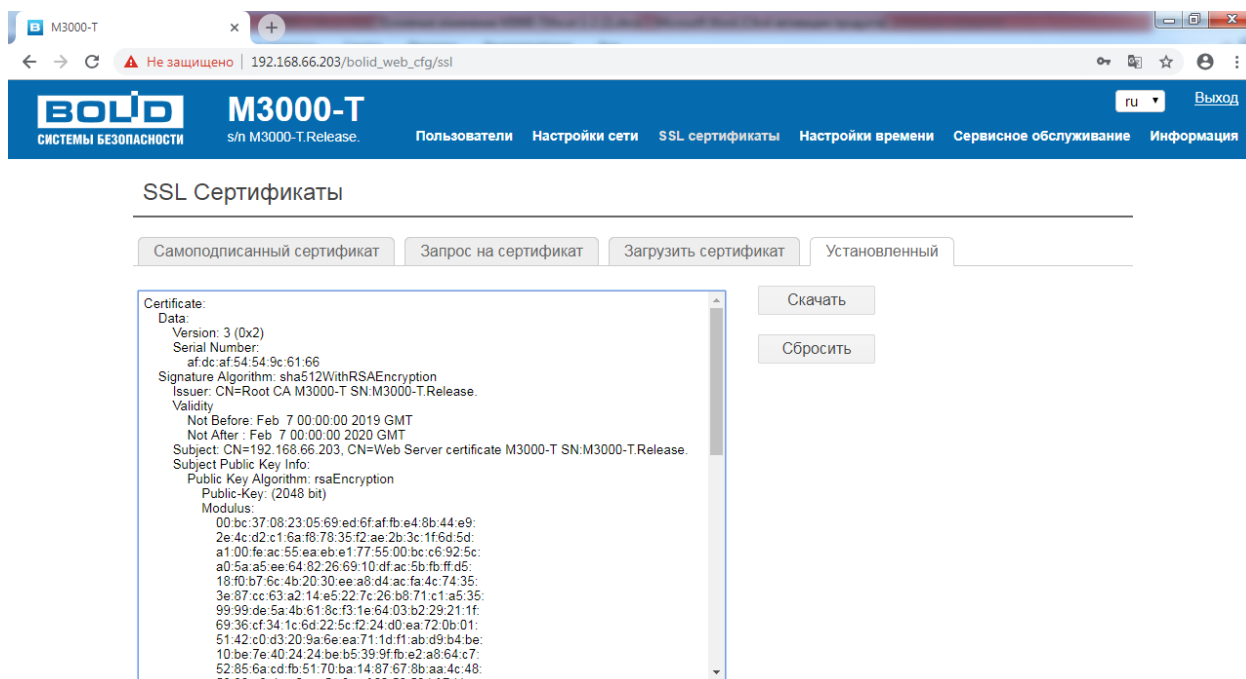 M3000-T
Не защищено | 192.168.66.203/bolid_web_cfg/ssl
BOLID
СИСТЕМЫ БЕЗОПАСНОСТИ
M3000-T
s/n M3000-T.Release.
ru
Выход
Пользователи Настройки сети SSL сертификаты Настройки времени Сервисное обслуживание Информация
SSL Сертификаты
Самоподписанный сертификат Запрос на сертификат Загрузить сертификат Установленный
Скачать
Сбросить
Certificate:
Data:
Version: 3 (0x2)
Serial Number:
af:dc:af:54:54:9c:61:66
Signature Algorithm: sha512WithRSAEncryption
Issuer: CN=Root CA M3000-T SN:M3000-T.Release.
Validity
Not Before: Feb 7 00:00:00 2019 GMT
Not After : Feb 7 00:00:00 2020 GMT
Subject: CN=192.168.66.203, CN=Web Server certificate M3000-T SN:M3000-T.Release.
Subject Public Key Info:
Public Key Algorithm: rsaEncryption
Public-Key: (2048 bit)
Modulus:
00:bc:37:08:23:05:69:ed:6f:af:fb:e4:8b:44:e9:
2e:4c:d2:c1:6a:f8:78:35:f2:ae:2b:3c:1f:6d:5d:
a1:00:fe:ac:55:ea:eb:e1:77:55:00:bc:c6:92:5c:
a0:5a:a5:ee:64:82:26:69:10:df:ac:5b:fb:ff:d5:
18:f0:b7:6c:4b:20:30:ee:a8:d4:ac:fa:4c:74:35:
3e:87:cc:63:a2:14:e5:22:7c:26:b8:71:c1:a5:35:
99:99:de:5a:4b:61:8c:f3:1e:64:03:b2:29:21:1f:
69:36:cf:34:1c:6d:22:5c:f2:24:d0:ea:72:0b:01:
51:42:c0:d3:20:9a:6e:ea:71:1d:f1:ab:d9:b4:be:
10:be:7e:40:24:24:be:b5:39:9f:fb:e2:a8:64:c7:
52:85:6a:cd:fb:51:70:ba:14:87:67:8b:aa:4c:48: